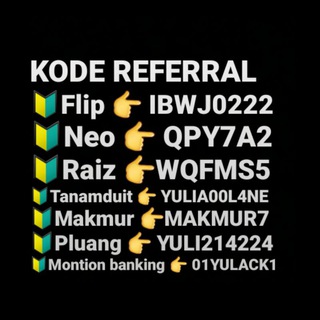 KODE REFERRAL
🔰Flip 👉 IBWJ0222
🔰Neo 👉 QPY7A2
🔰Raiz 👉WQFMS5
🔰Tanamduit 👉 YULIA00L4NE
🔰Makmur 👉MAKMUR7
🔰Pluang 👉 YULI214224
🔰Montion banking 👉 01YULACK1